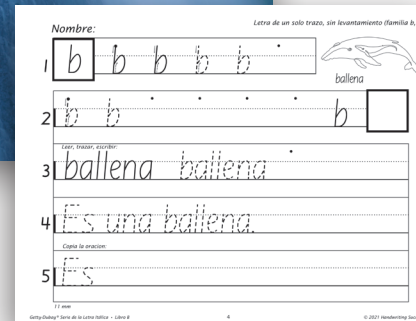 Nombre:
Letra de un solo trazo, sin levantamiento (familia b,
1 b b b b b
ballena
2 b b b
Leer, trazar, escribir:
3 ballena ballena
4 Es una ballena.
Copia la oracion:
5 Es
11 mm
Getty-Dubay® Serie de la Letra Itálica • Libro B
4
© 2021 Handwriting Suc